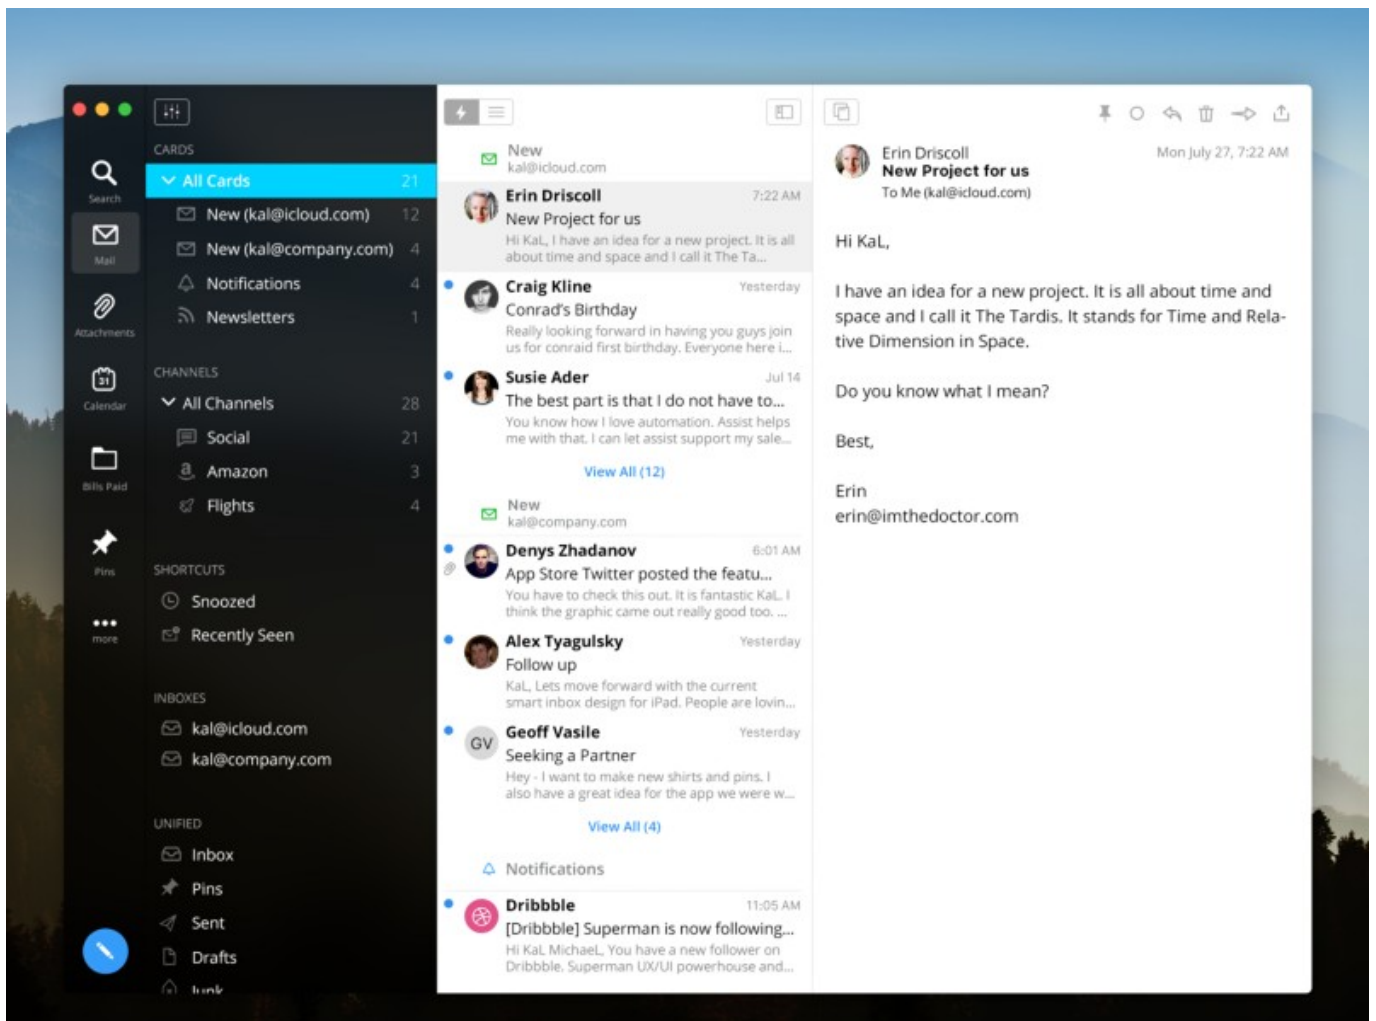 Search
Mail
Attachments
31
Calendar
Bills Paid
Pins
more
CARDS
All Cards 21
New (kal@icloud.com) 12
New (kal@company.com) 4
Notifications 4
Newsletters 1
CHANNELS
All Channels 28
Social 21
Amazon 3
Flights 4
SHORTCUTS
Snoozed
Recently Seen
INBOXES
kal@icloud.com
kal@company.com
UNIFIED
Inbox
Pins
Sent
Drafts
Junk
New
kal@icloud.com
Erin Driscoll 7:22 AM
New Project for us
Hi KaL, I have an idea for a new project. It is all
about time and space and I call it The Ta...
Craig Kline Yesterday
Conrad's Birthday
Really looking forward in having you guys join
us for conraid first birthday. Everyone here i...
Susie Ader Jul 14
The best part is that I do not have to...
You know how I love automation. Assist helps
me with that. I can let assist support my sale...
View All (12)
New
kal@company.com
Denys Zhadanov 6:01 AM
App Store Twitter posted the featu...
You have to check this out. It is fantastic KaL. I
think the graphic came out really good too. ...
Alex Tyagulsky Yesterday
Follow up
KaL, Lets move forward with the current
smart inbox design for iPad. People are lovin...
GV
Geoff Vasile Yesterday
Seeking a Partner
Hey - I want to make new shirts and pins. I
also have a great idea for the app we were w...
View All (4)
Notifications
Dribbble 11:05 AM
[Dribbble] Superman is now following...
Hi KaL MichaeL, You have a new follower on
Dribbble. Superman UX/UI powerhouse and...
Erin Driscoll Mon July 27, 7:22 AM
New Project for us
To Me (kal@icloud.com)
Hi KaL,
I have an idea for a new project. It is all about time and
space and I call it The Tardis. It stands for Time and Rela-
tive Dimension in Space.
Do you know what I mean?
Best,
Erin
erin@imthedoctor.com